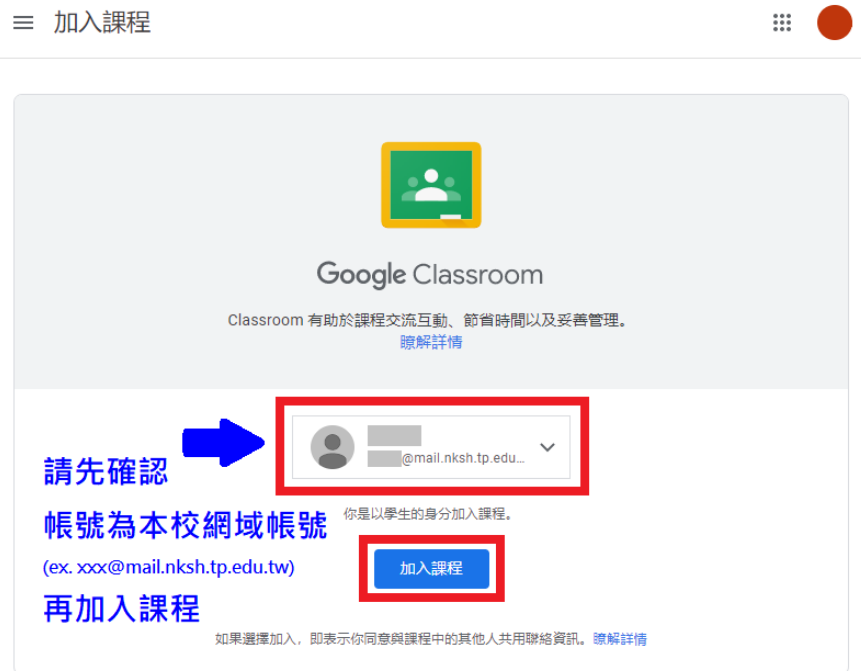 加入課程
Google Classroom
Classroom 有助於課程交流互動、節省時間以及妥善管理。
瞭解詳情
@mail.nksh.tp.edu...
請先確認
帳號為本校網域帳號
(ex. xxx@mail.nksh.tp.edu.tw)
再加入課程
你是以學生的身分加入課程。
加入課程
如果選擇加入，即表示你同意與課程中的其他人共用聯絡資訊。瞭解詳情